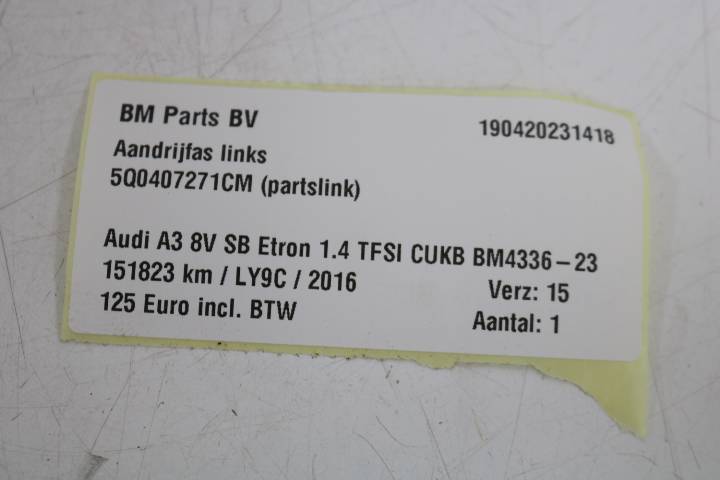 BM Parts BV 190420231418
Aandrijfas links
5Q0407271CM (partslink)
Audi A3 8V SB Etron 1.4 TFSI CUKB BM4336-23
151823 km / LY9C / 2016 Verz: 15
125 Euro incl. BTW Aantal: 1